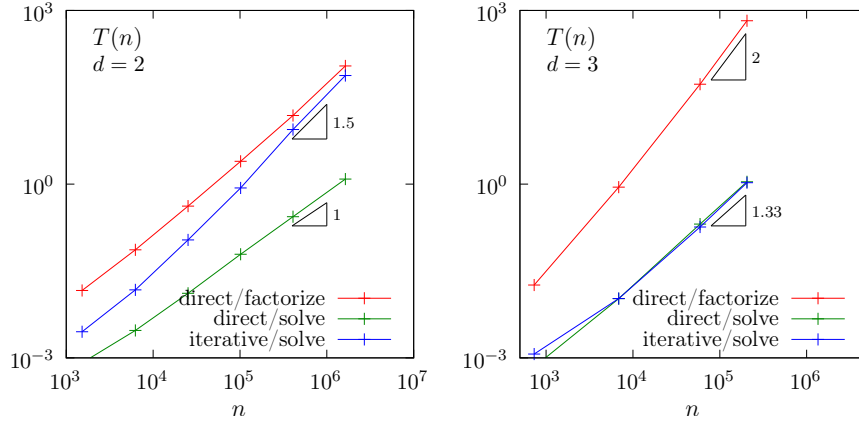 T(n)
d = 2
10^3
10^0
10^{-3}
1.5
1
direct/factorize
direct/solve
iterative/solve
10^3 10^4 10^5 10^6 10^7
n
T(n)
d = 3
10^3
10^0
10^{-3}
2
1.33
direct/factorize
direct/solve
iterative/solve
10^3 10^4 10^5 10^6
n